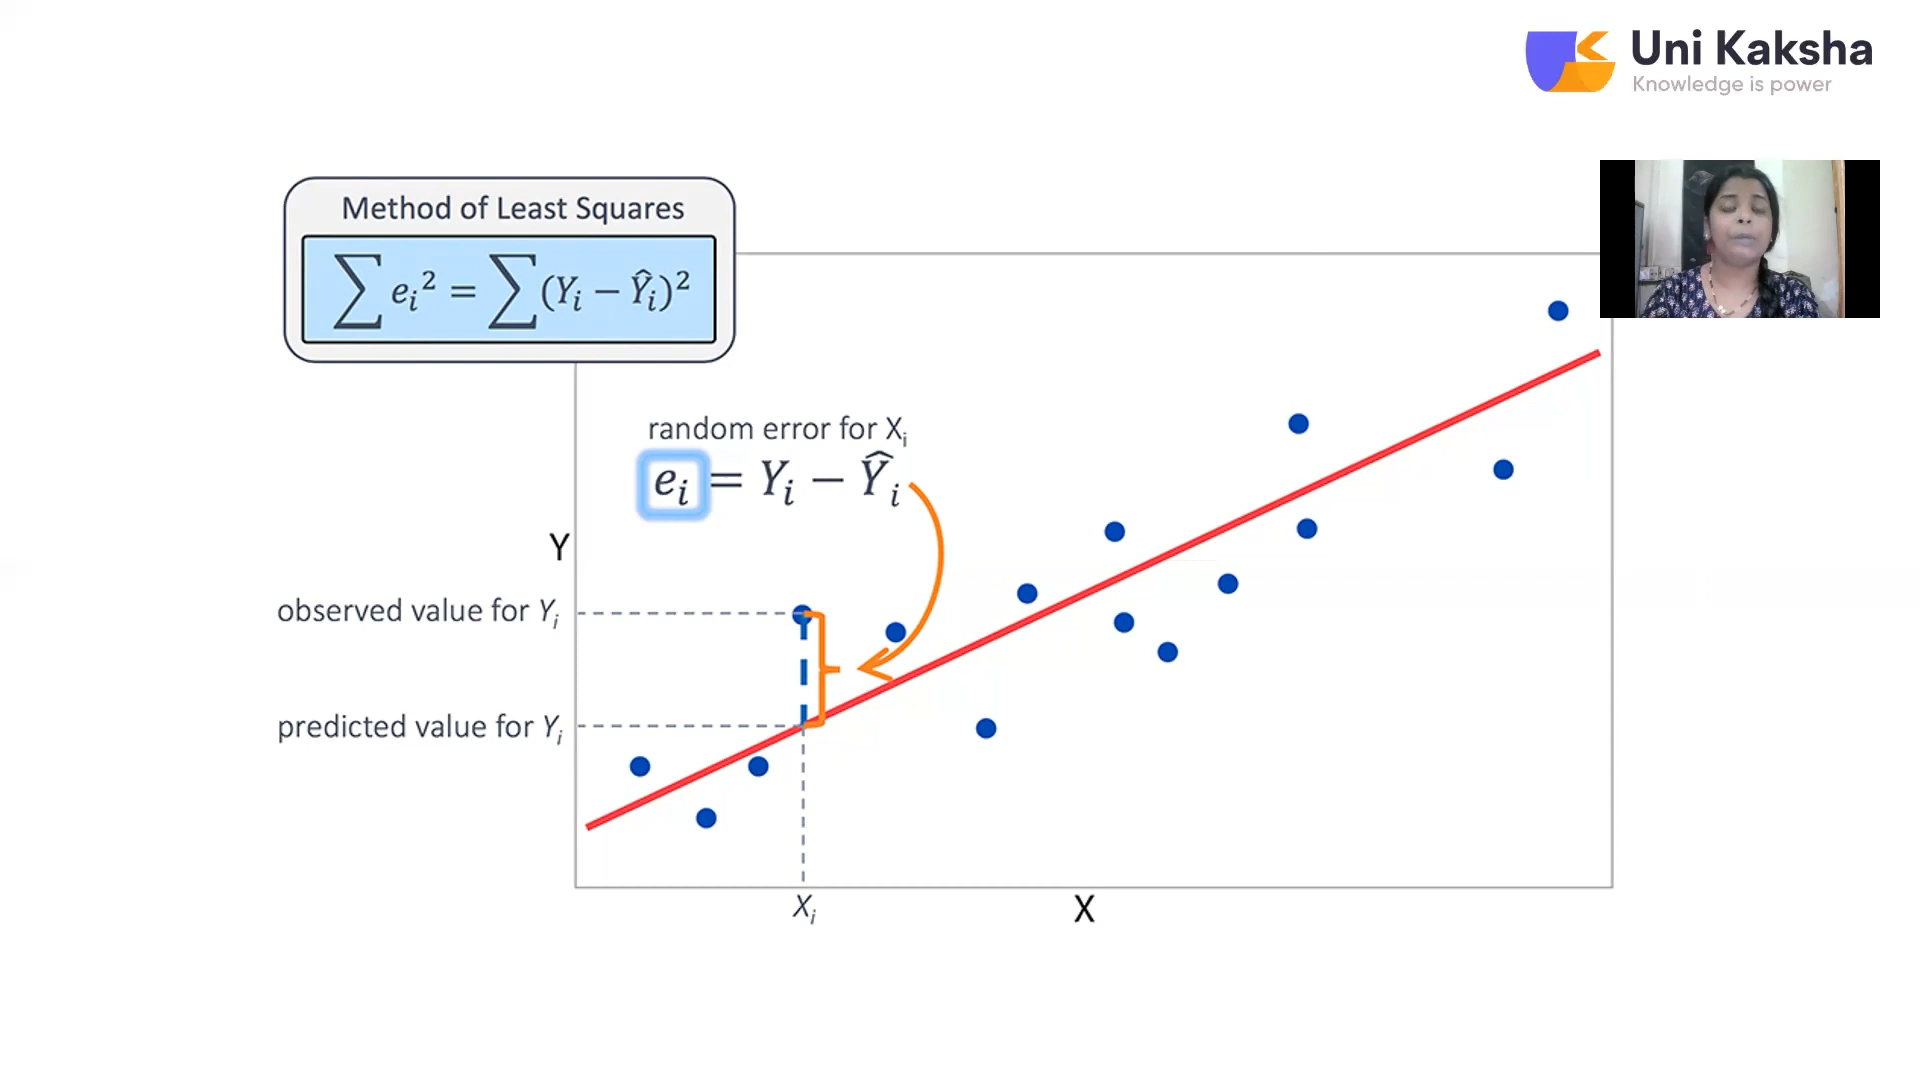 Uni Kaksha
Knowledge is power
Method of Least Squares
∑ eᵢ² = ∑(Yᵢ − Ŷᵢ)²
random error for Xᵢ
eᵢ = Yᵢ − Ŷᵢ
Y
observed value for Yᵢ
predicted value for Yᵢ
Xᵢ
X